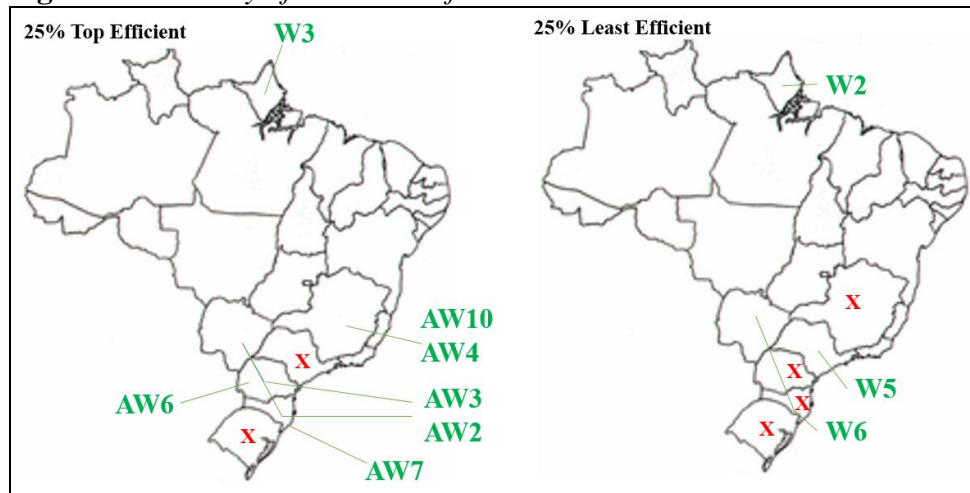 25% Top Efficient
W3
AW10
AW4
X
AW6
AW3
AW2
X
AW7
25% Least Efficient
W2
X
X
W5
X
X
W6